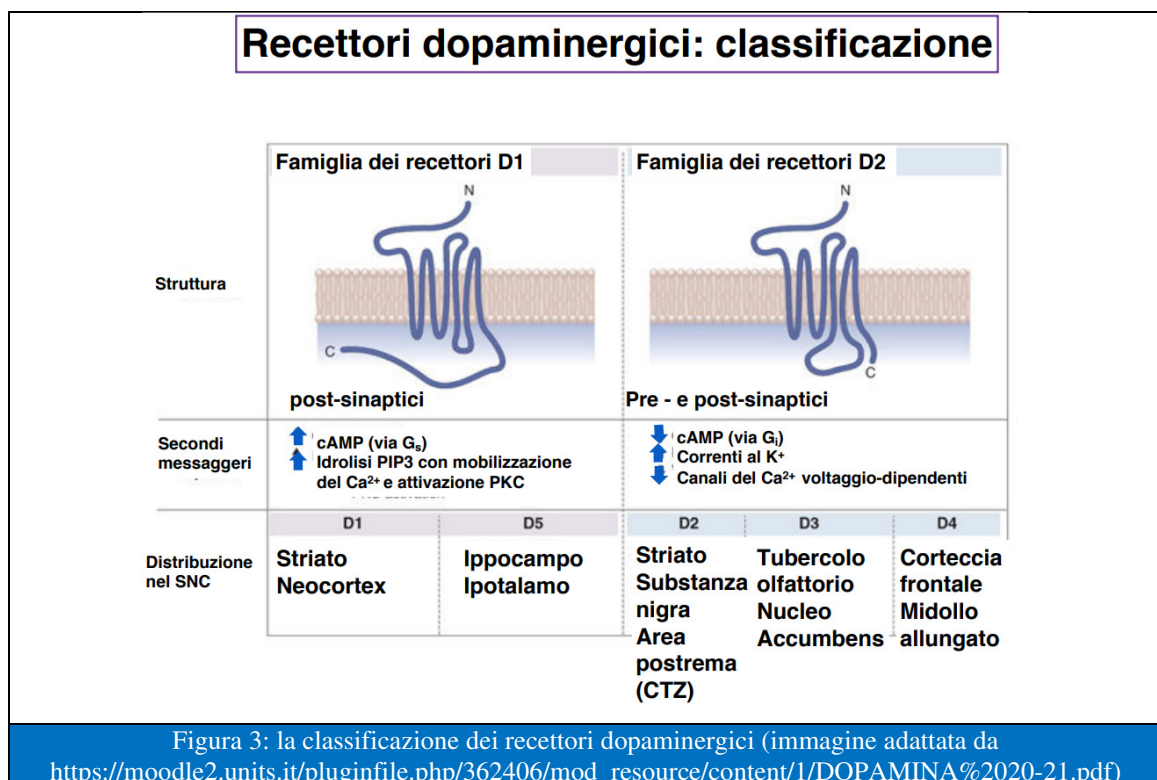 Recettori dopaminergici: classificazione
Famiglia dei recettori D1
Famiglia dei recettori D2
N
N
Struttura
C
C
post-sinaptici
Pre - e post-sinaptici
Secondi
messaggeri
cAMP (via Gs)
Idrolisi PIP3 con mobilizzazione
del Ca²⁺ e attivazione PKC
cAMP (via Gi)
Correnti al K⁺
Canali del Ca²⁺ voltaggio-dipendenti
D1
D5
D2
D3
D4
Distribuzione
nel SNC
Striato
Neocortex
Ippocampo
Ipotalamo
Striato
Substanza
nigra
Area
postrema
(CTZ)
Tubercolo
olfattorio
Nucleo
Accumbens
Corteccia
frontale
Midollo
allungato
Figura 3: la classificazione dei recettori dopaminergici (immagine adattata da
https://moodle2.units.it/pluginfile.php/362406/mod_resource/content/1/DOPAMINA%2020-21.pdf)